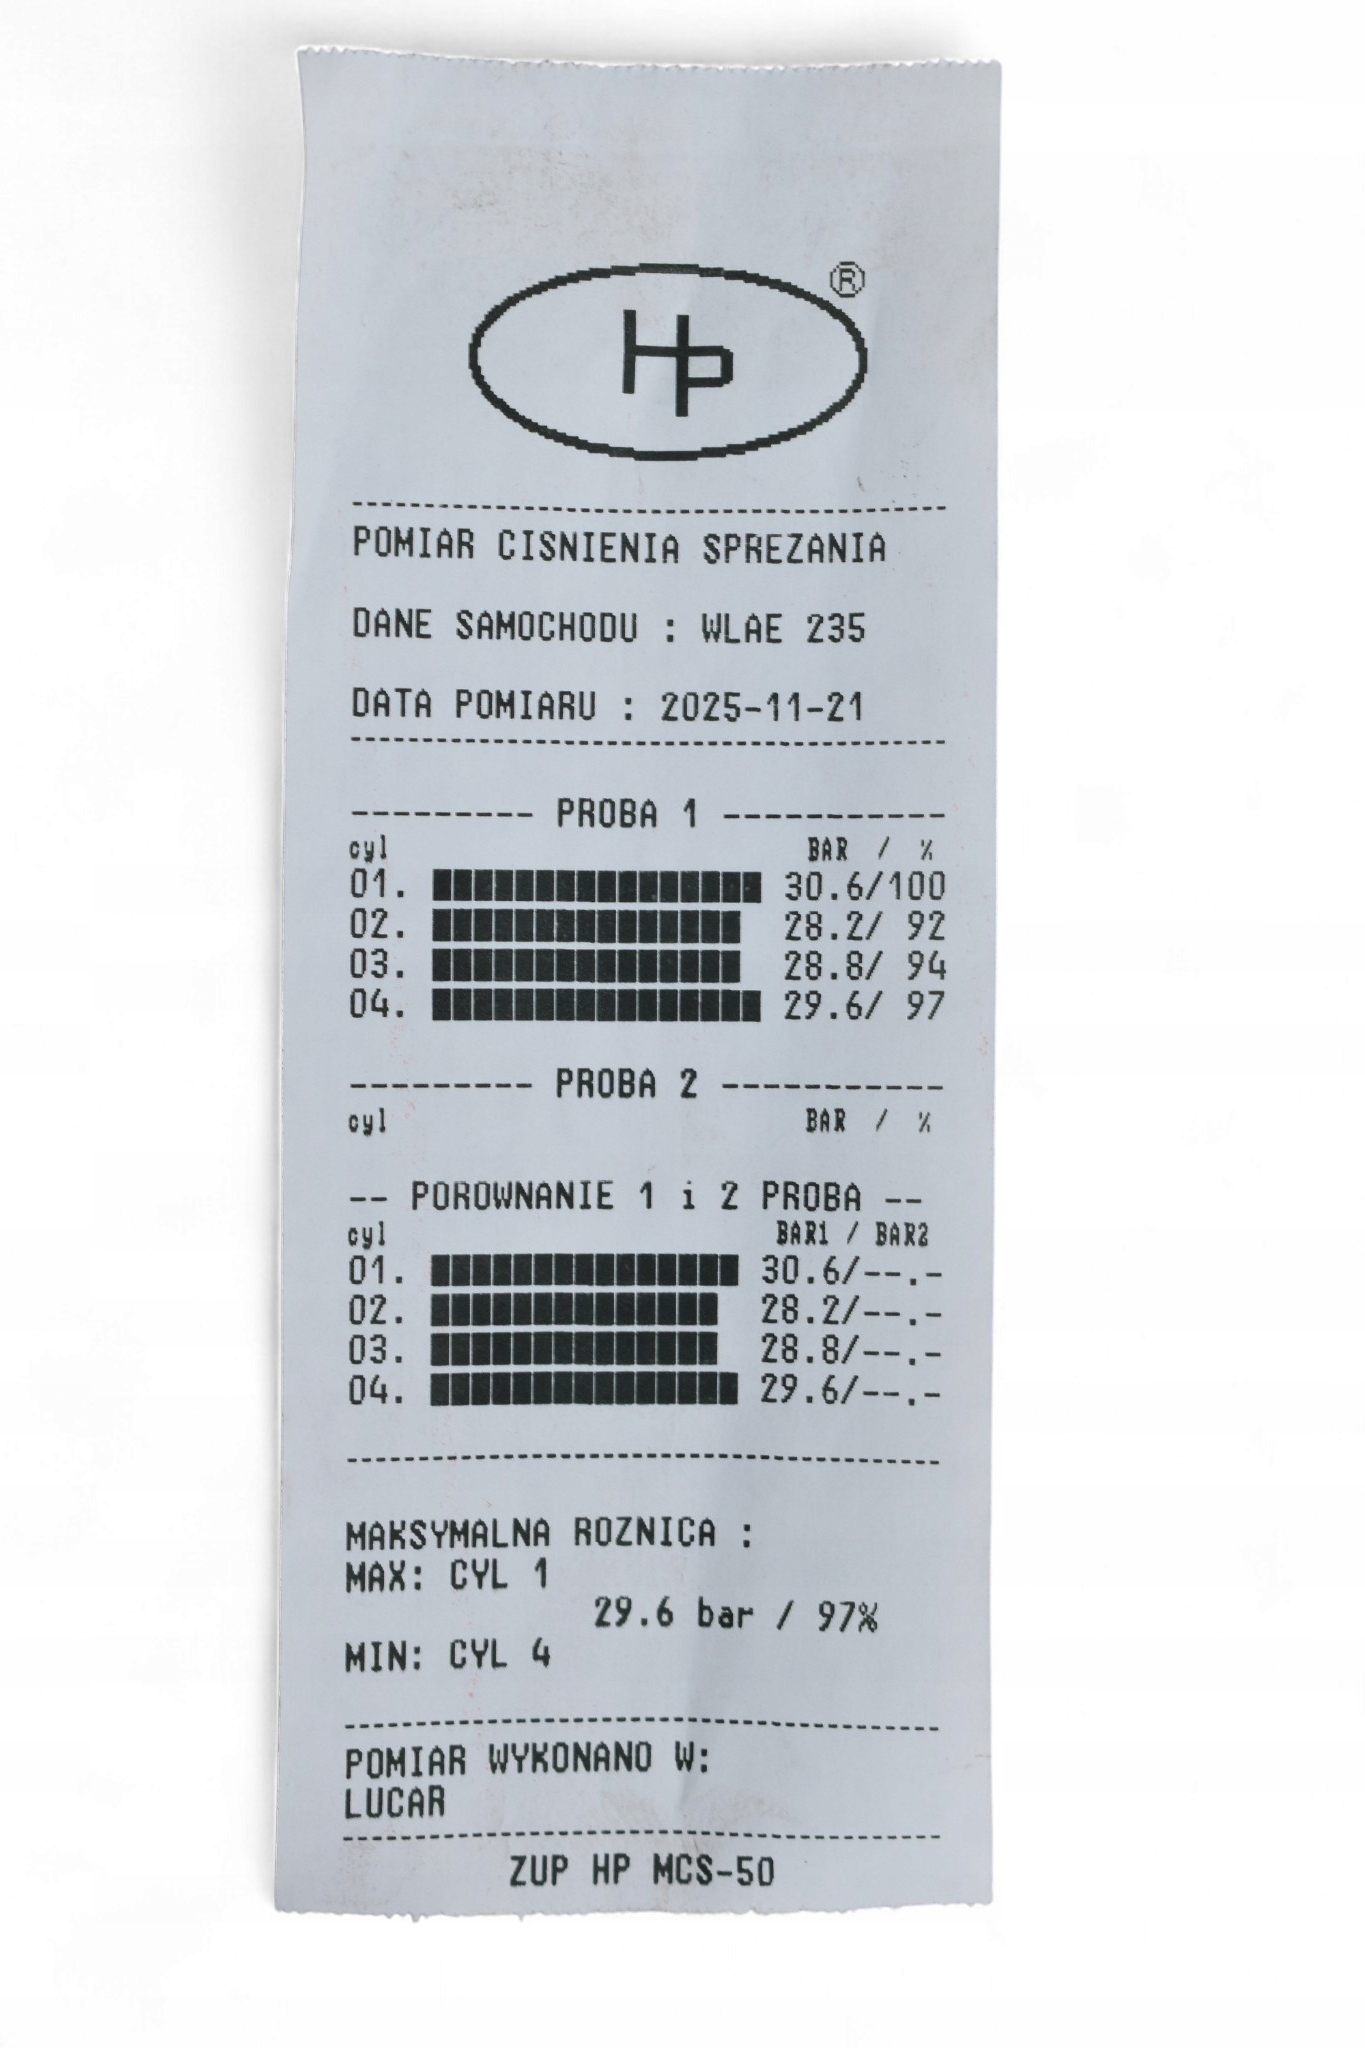 HP ®
POMIAR CISNIENIA SPREZANIA
DANE SAMOCHODU : WLAE 235
DATA POMIARU : 2025-11-21
--------- PROBA 1 -----------
cyl BAR / %
01. 30.6/100
02. 28.2/ 92
03. 28.8/ 94
04. 29.6/ 97
--------- PROBA 2 -----------
cyl BAR / %
-- POROWNANIE 1 i 2 PROBA --
cyl BAR1 / BAR2
01. 30.6/--.-
02. 28.2/--.-
03. 28.8/--.-
04. 29.6/--.-
MAKSYMALNA ROZNICA :
MAX: CYL 1
29.6 bar / 97%
MIN: CYL 4
POMIAR WYKONANO W:
LUCAR
ZUP HP MCS-50